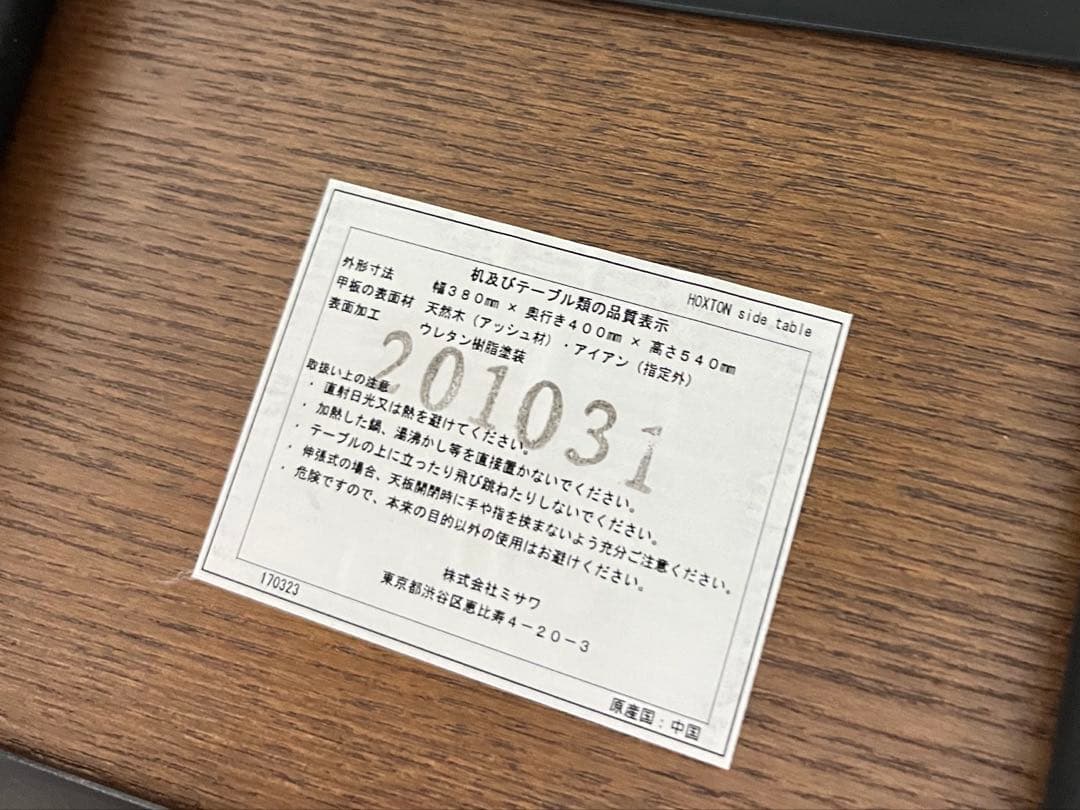 HOXTON side table
机及びテーブル類の品質表示
外形寸法 幅380mm × 奥行き400mm × 高さ540mm
甲板の表面材 天然木（アッシュ材）・アイアン（指定外）
表面加工 ウレタン樹脂塗装
201031
取扱い上の注意
・直射日光又は熱を避けてください。
・加熱した鍋、湯沸かし等を直接置かないでください。
・テーブルの上に立ったり飛び跳ねたりしないでください。
・伸張式の場合、天板開閉時に手や指を挟まないよう充分ご注意ください。
・危険ですので、本来の目的以外の使用はお避けください。
株式会社ミサワ
東京都渋谷区恵比寿4-20-3
170323
原産国：中国